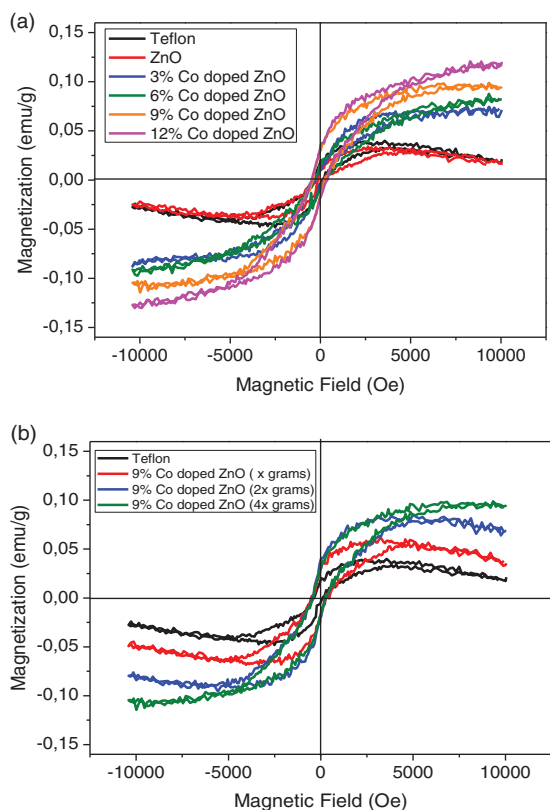 (a)
0,15
0,10
0,05
0,00
-0,05
-0,10
-0,15
Magnetization (emu/g)
Teflon
ZnO
3% Co doped ZnO
6% Co doped ZnO
9% Co doped ZnO
12% Co doped ZnO
-10000 -5000 0 5000 10000
Magnetic Field (Oe)
(b)
0,15
0,10
0,05
0,00
-0,05
-0,10
-0,15
Magnetization (emu/g)
Teflon
9% Co doped ZnO ( x grams)
9% Co doped ZnO (2x grams)
9% Co doped ZnO (4x grams)
-10000 -5000 0 5000 10000
Magnetic Field (Oe)